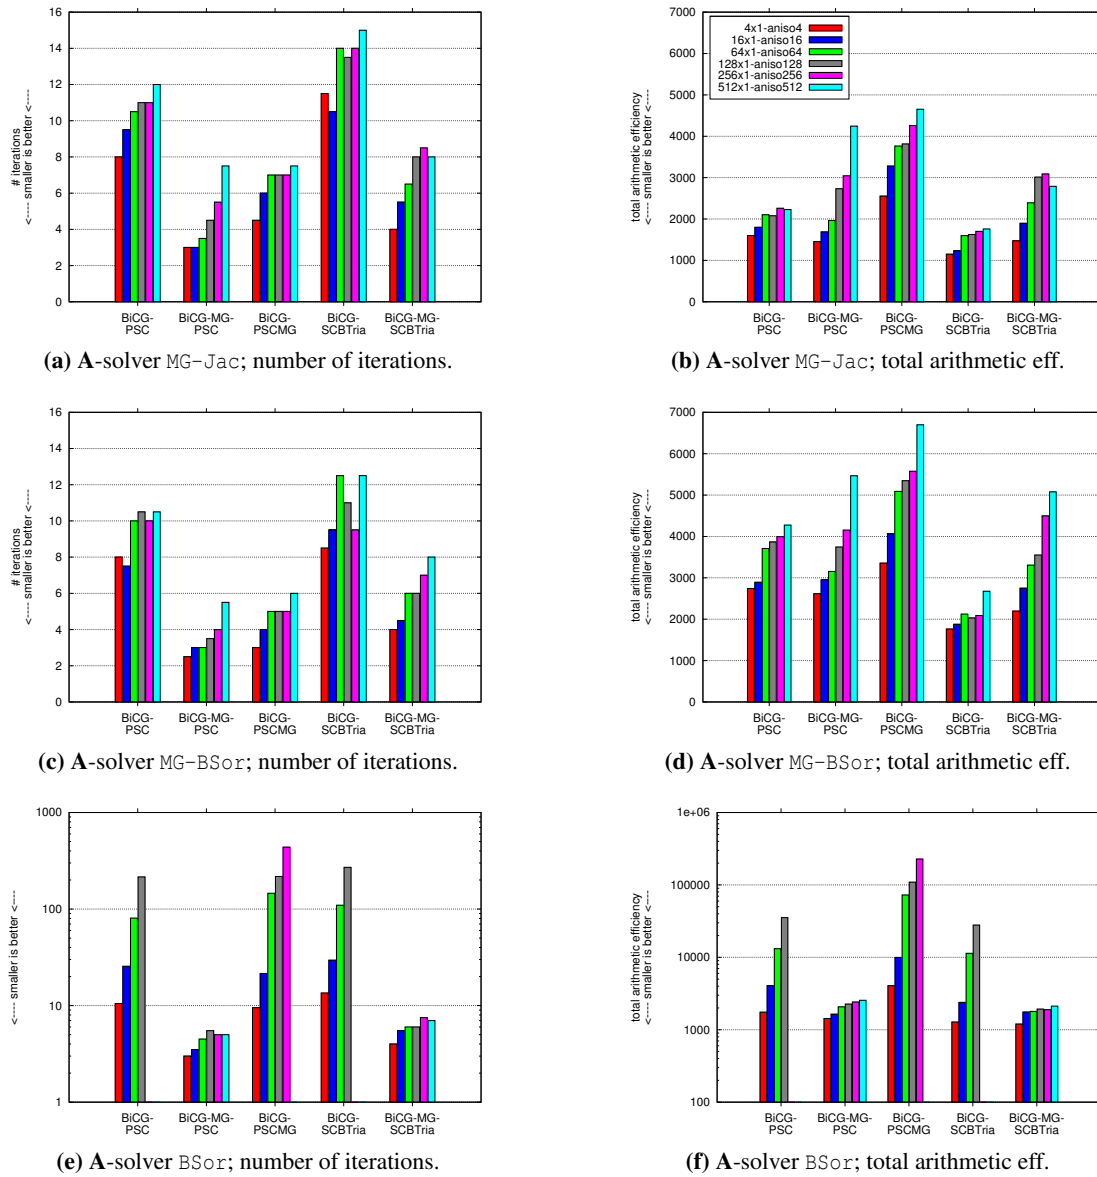 16
14
12
10
8
6
4
2
0
# iterations
<---- smaller is better <----
BiCG-PSC
BiCG-MG-PSC
BiCG-PSCMG
BiCG-SCBTria
BiCG-MG-SCBTria
(a) A-solver MG-Jac; number of iterations.
7000
6000
5000
4000
3000
2000
1000
0
total arithmetic efficiency
<---- smaller is better <----
4x1-aniso4
16x1-aniso16
64x1-aniso64
128x1-aniso128
256x1-aniso256
512x1-aniso512
BiCG-PSC
BiCG-MG-PSC
BiCG-PSCMG
BiCG-SCBTria
BiCG-MG-SCBTria
(b) A-solver MG-Jac; total arithmetic eff.
16
14
12
10
8
6
4
2
0
# iterations
<---- smaller is better <----
BiCG-PSC
BiCG-MG-PSC
BiCG-PSCMG
BiCG-SCBTria
BiCG-MG-SCBTria
(c) A-solver MG-BSor; number of iterations.
7000
6000
5000
4000
3000
2000
1000
0
total arithmetic efficiency
<---- smaller is better <----
BiCG-PSC
BiCG-MG-PSC
BiCG-PSCMG
BiCG-SCBTria
BiCG-MG-SCBTria
(d) A-solver MG-BSor; total arithmetic eff.
1000
100
10
1
<---- smaller is better <----
BiCG-PSC
BiCG-MG-PSC
BiCG-PSCMG
BiCG-SCBTria
BiCG-MG-SCBTria
(e) A-solver BSor; number of iterations.
1e+06
100000
10000
1000
100
total arithmetic efficiency
<---- smaller is better <----
BiCG-PSC
BiCG-MG-PSC
BiCG-PSCMG
BiCG-SCBTria
BiCG-MG-SCBTria
(f) A-solver BSor; total arithmetic eff.